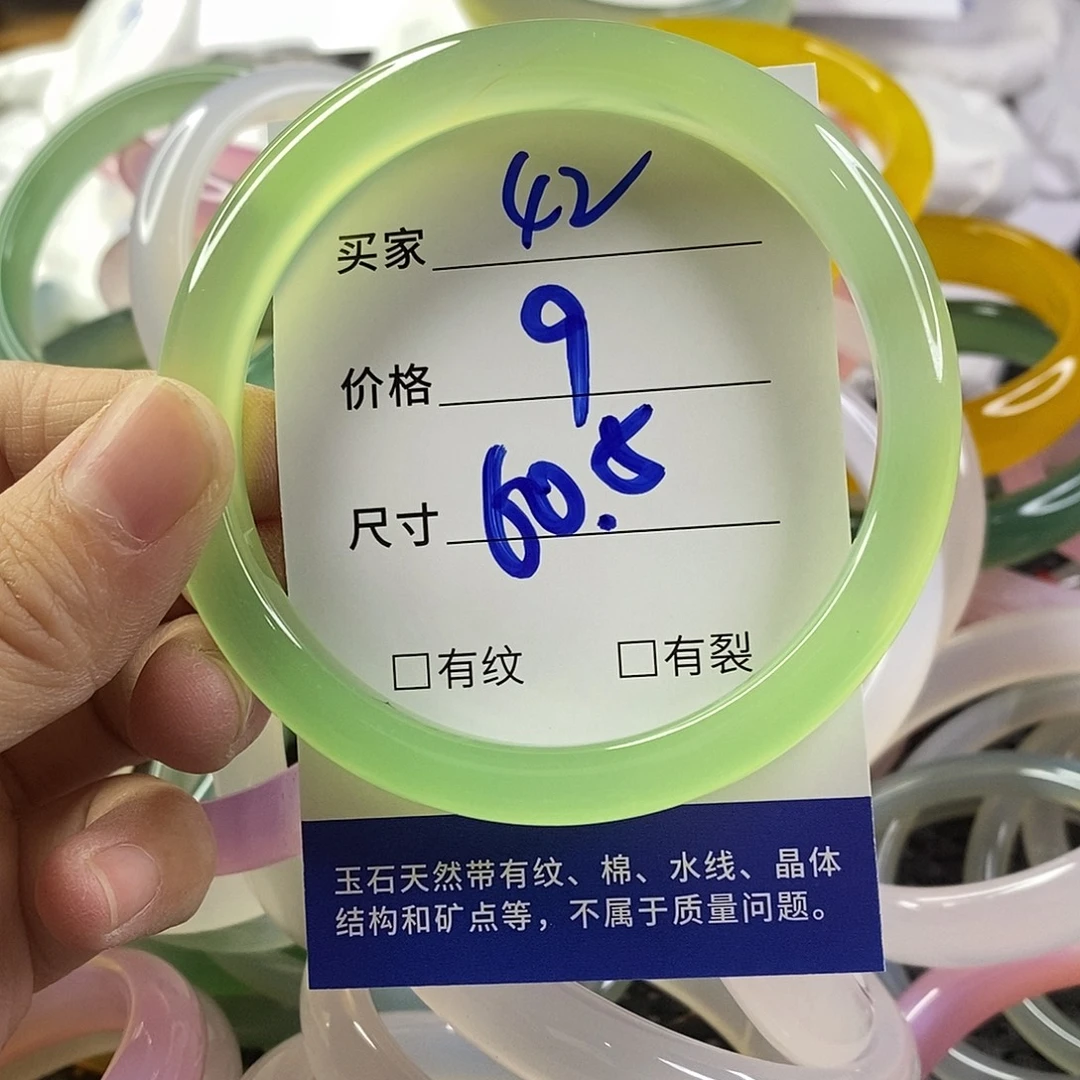 买家 42
价格 9
尺寸 60.5
□有纹 □有裂
玉石天然带有纹、棉、水线、晶体
结构和矿点等，不属于质量问题。